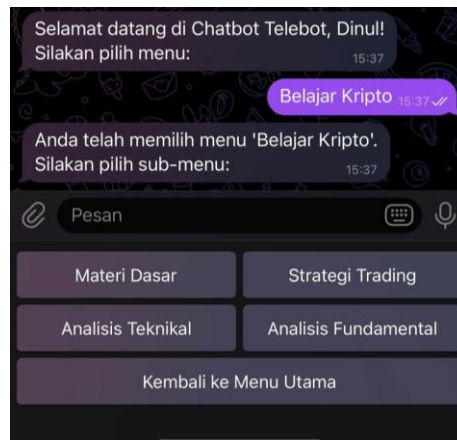 Selamat datang di Chatbot Telebot, Dinul!
Silakan pilih menu:
15:37
Belajar Kripto 15:37
Anda telah memilih menu 'Belajar Kripto'.
Silakan pilih sub-menu:
15:37
Pesan
Materi Dasar
Strategi Trading
Analisis Teknikal
Analisis Fundamental
Kembali ke Menu Utama